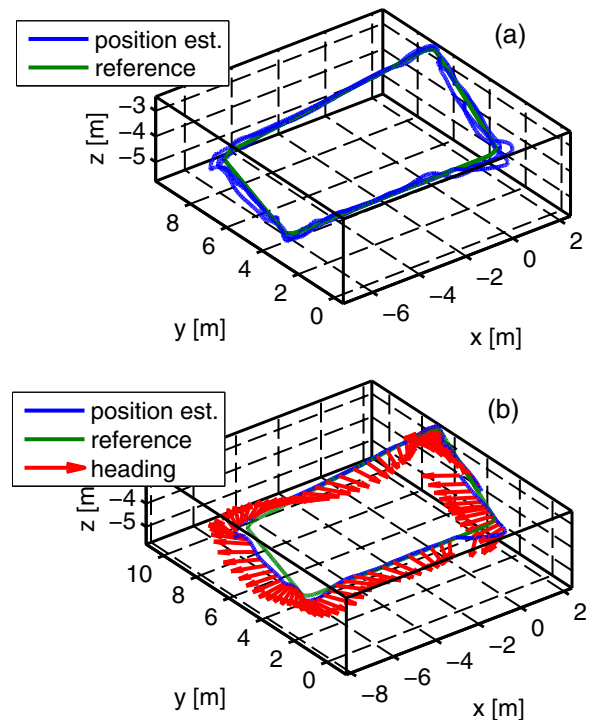 (a)
position est.
reference
−3
−4
−5
z [m]
8
6
4
2
0
y [m]
−6
−4
−2
0
2
x [m]
(b)
position est.
reference
heading
−4
−5
z [m]
10
8
6
4
2
0
y [m]
−8
−6
−4
−2
0
2
x [m]